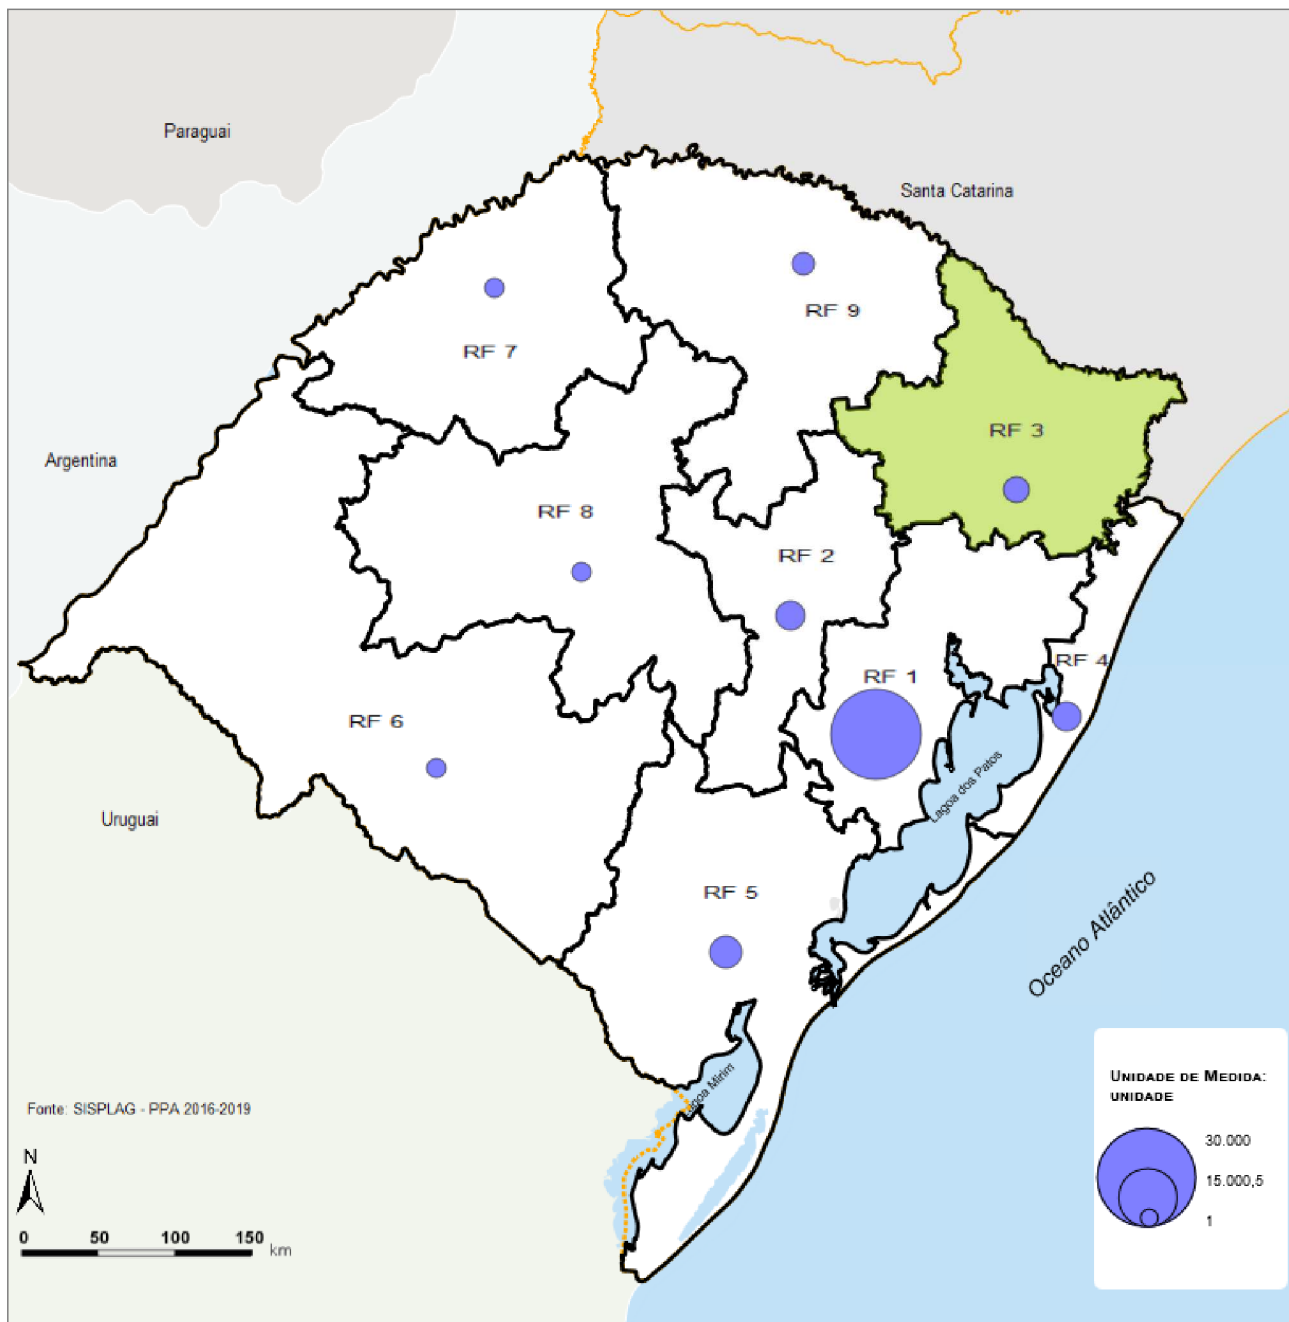 Paraguai
Santa Catarina
RF 9
RF 7
RF 3
Argentina
RF 8
RF 2
RF 4
RF 1
RF 6
Lagoa dos Patos
Uruguai
RF 5
Oceano Atlântico
Lagoa Mirim
Fonte: SISPLAG - PPA 2016-2019
N
0 50 100 150
km
UNIDADE DE MEDIDA:
UNIDADE
30.000
15.000,5
1